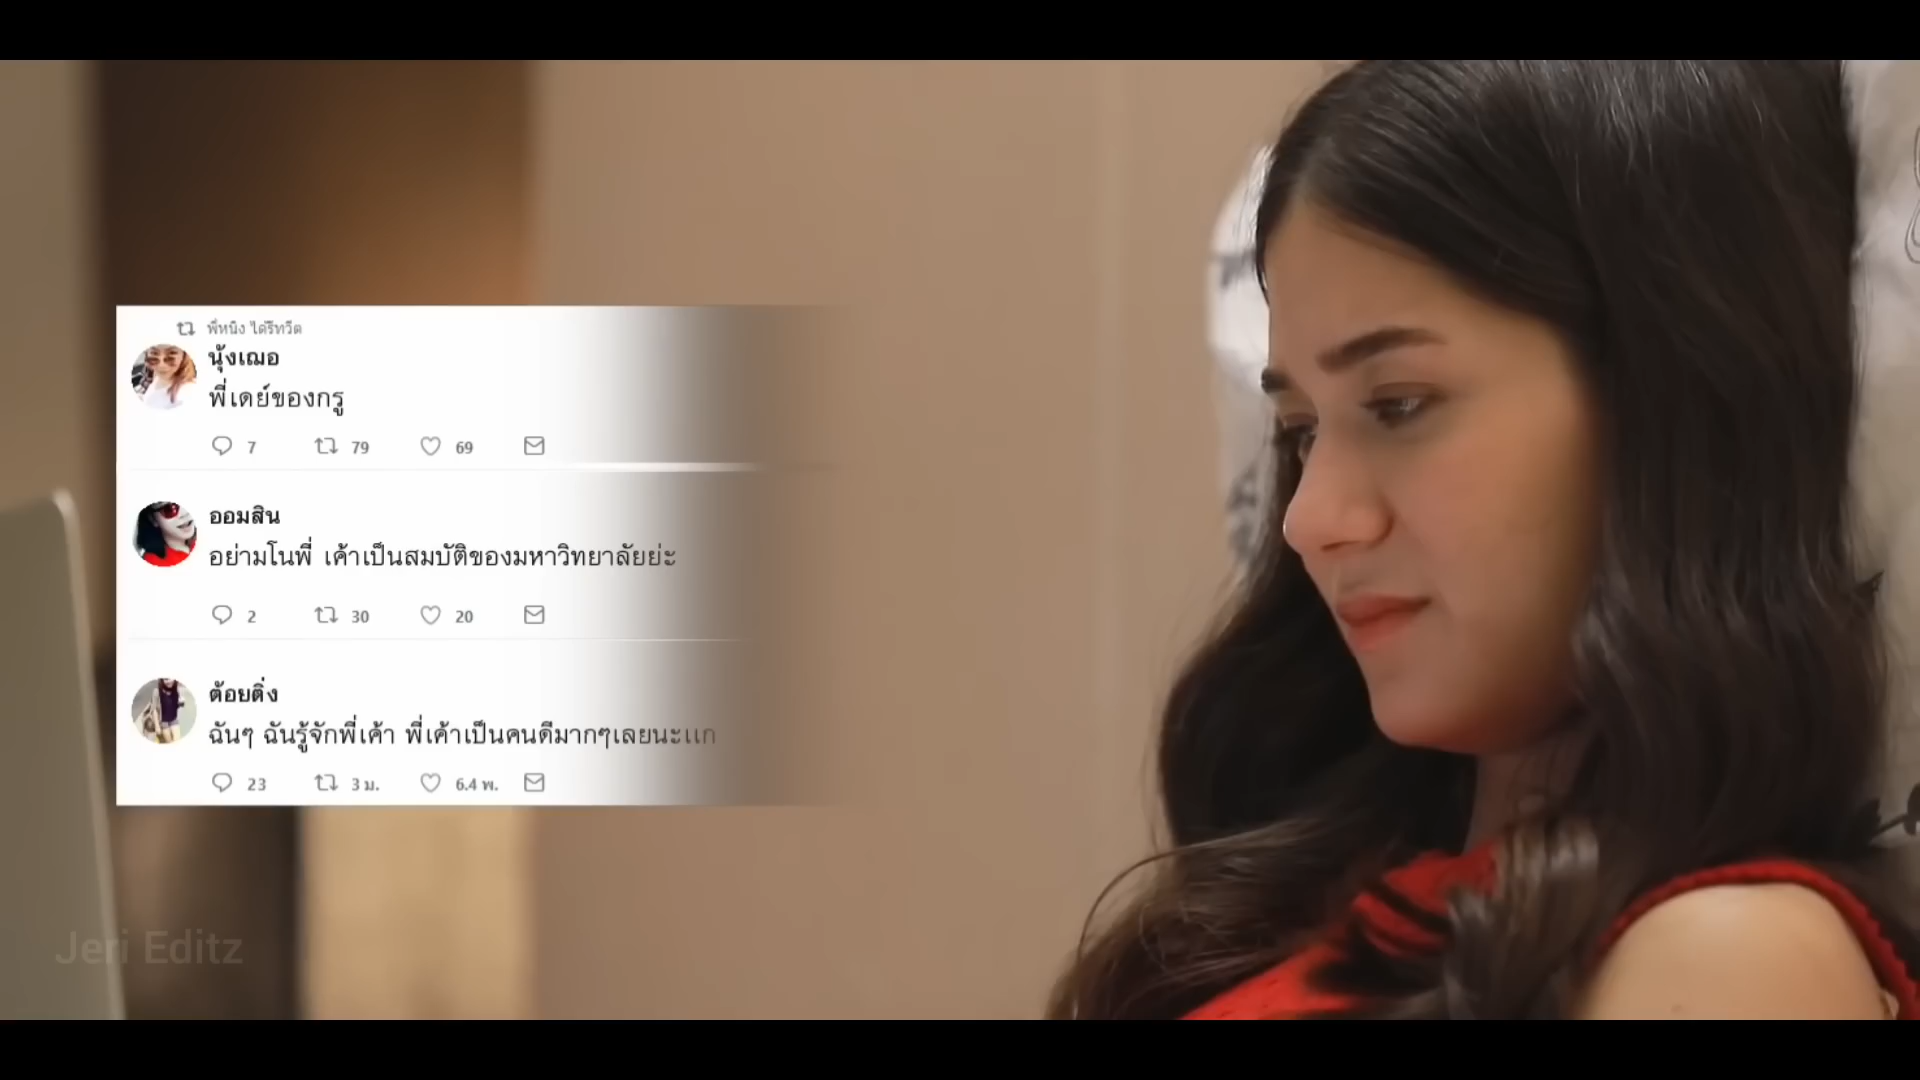 พี่หนิง ได้รีทวีต
นุ้งเฌอ
พี่เดย์ของกรู
7 79 69
ออมสิน
อย่ามโนพี่ เค้าเป็นสมบัติของมหาวิทยาลัยย่ะ
2 30 20
ต้อยติ่ง
ฉันๆ ฉันรู้จักพี่เค้า พี่เค้าเป็นคนดีมากๆเลยนะแก
23 3 ม. 6.4 พ.
Jeri Editz